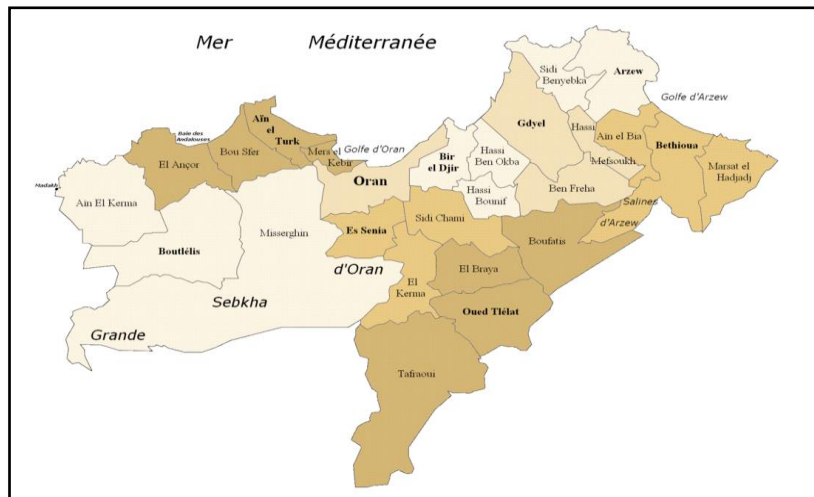 Mer Méditerranée
Sidi
Benyebka
Arzew
Golfe d'Arzew
Baie des
Andalouses
Aïn
el
Turk
Bou Sfer
El Ançor
Mers el
Kebir
Golfe d'Oran
Gdyel
Hassi
Mefsoukh
Ain el Bia
Bethioua
Marsat el
Hadjadj
Bir
el Djir
Hassi
Ben Okba
Oran
Hassi
Bounif
Ben Freha
Madakh
Ain El Kerma
Misserghin
Es Senia
Sidi Chami
Salines
d'Arzew
Boutlélis
Boufatis
d'Oran
El Braya
El
Kerma
Sebkha
Oued Tlélat
Grande
Tafraoui